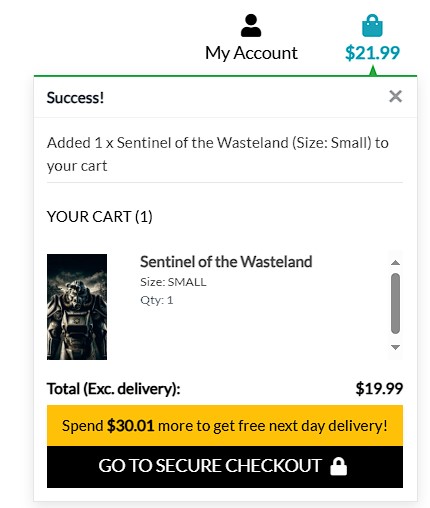 My Account
$21.99
Success!
Added 1 x Sentinel of the Wasteland (Size: Small) to
your cart
YOUR CART (1)
Sentinel of the Wasteland
Size: SMALL
Qty: 1
Total (Exc. delivery):
$19.99
Spend $30.01 more to get free next day delivery!
GO TO SECURE CHECKOUT